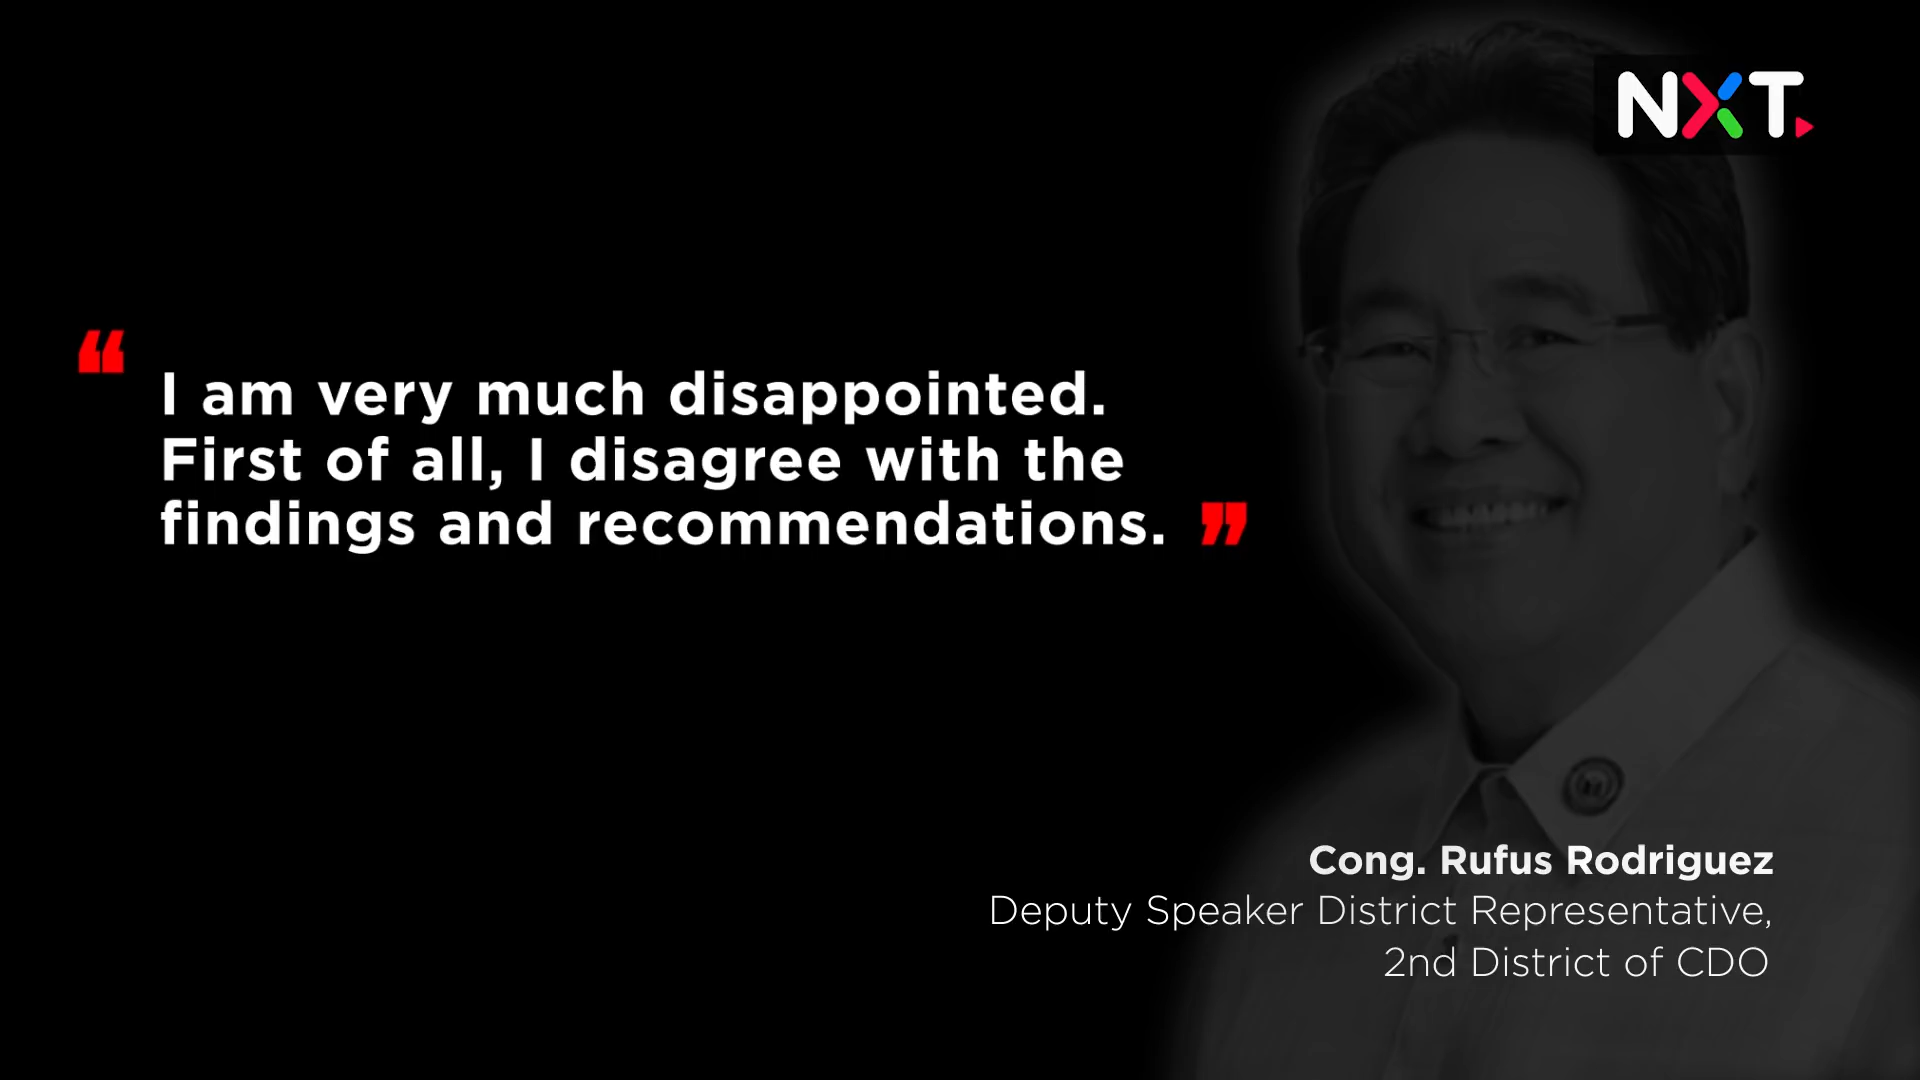 NXT
“ I am very much disappointed.
First of all, I disagree with the
findings and recommendations. ”
Cong. Rufus Rodriguez
Deputy Speaker District Representative,
2nd District of CDO